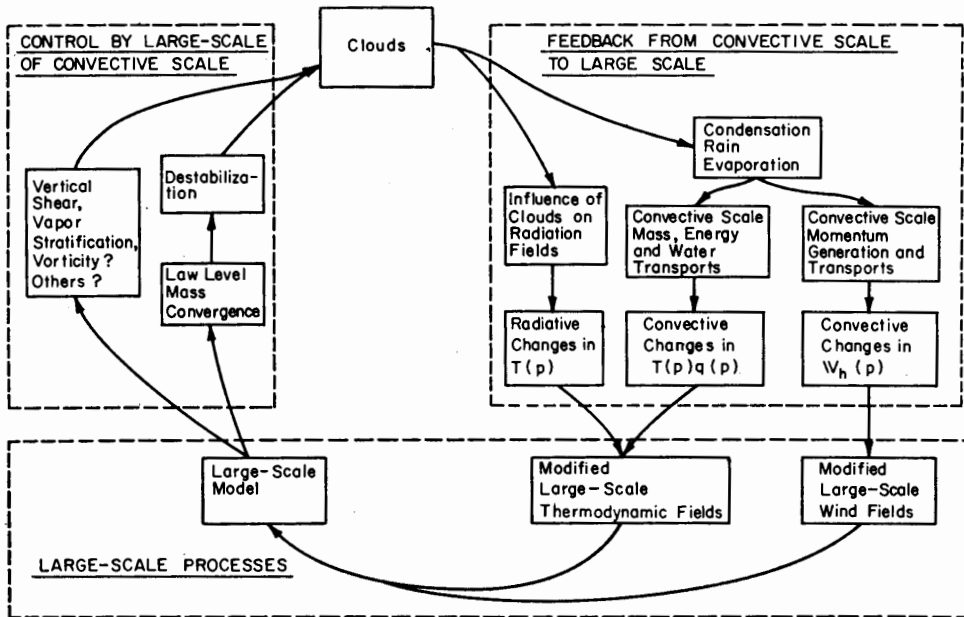 CONTROL BY LARGE-SCALE
OF CONVECTIVE SCALE
Clouds
FEEDBACK FROM CONVECTIVE SCALE
TO LARGE SCALE
Vertical
Shear,
Vapor
Stratification,
Vorticity?
Others?
Destabiliza-
tion
Law Level
Mass
Convergence
Condensation
Rain
Evaporation
Influence of
Clouds on
Radiation
Fields
Convective Scale
Mass, Energy
and Water
Transports
Convective Scale
Momentum
Generation and
Transports
Radiative
Changes in
T(p)
Convective
Changes in
T(p)q(p)
Convective
Changes in
𝕍h(p)
Large-Scale
Model
Modified
Large-Scale
Thermodynamic Fields
Modified
Large-Scale
Wind Fields
LARGE-SCALE PROCESSES